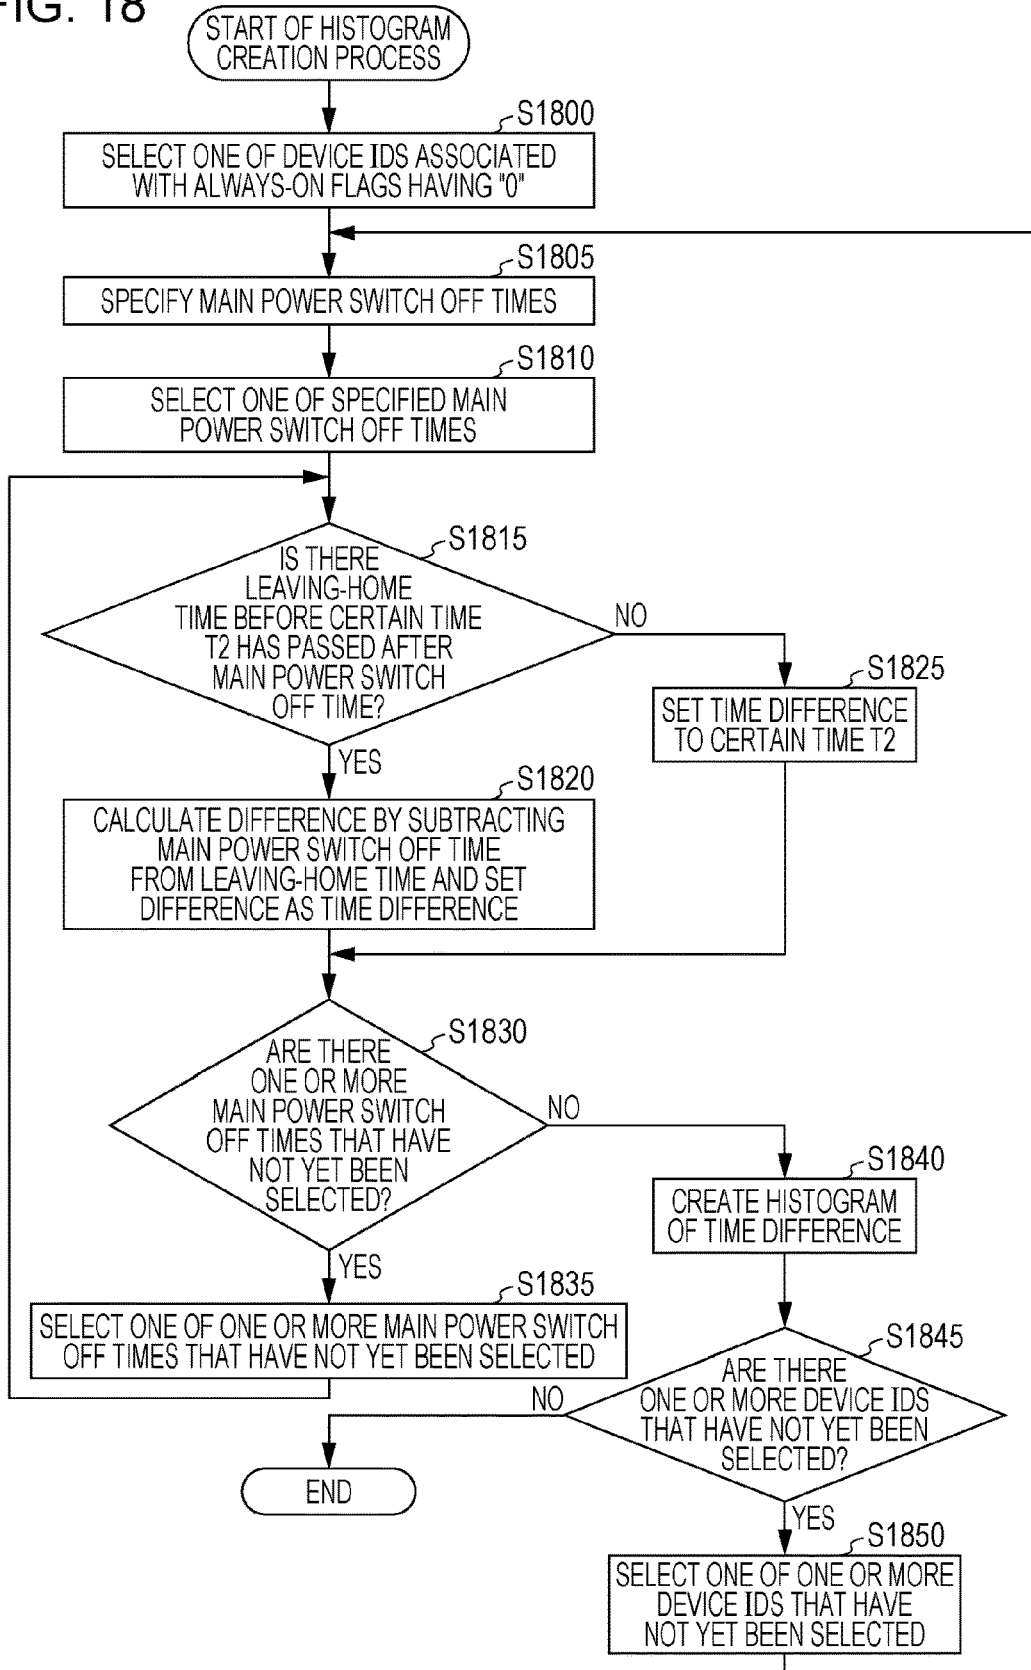 FIG. 18
START OF HISTOGRAM
CREATION PROCESS
S1800
SELECT ONE OF DEVICE IDS ASSOCIATED
WITH ALWAYS-ON FLAGS HAVING "0"
S1805
SPECIFY MAIN POWER SWITCH OFF TIMES
S1810
SELECT ONE OF SPECIFIED MAIN
POWER SWITCH OFF TIMES
S1815
IS THERE
LEAVING-HOME
TIME BEFORE CERTAIN TIME
T2 HAS PASSED AFTER
MAIN POWER SWITCH
OFF TIME?
NO
S1825
SET TIME DIFFERENCE
TO CERTAIN TIME T2
YES
S1820
CALCULATE DIFFERENCE BY SUBTRACTING
MAIN POWER SWITCH OFF TIME
FROM LEAVING-HOME TIME AND SET
DIFFERENCE AS TIME DIFFERENCE
S1830
ARE THERE
ONE OR MORE
MAIN POWER SWITCH
OFF TIMES THAT HAVE
NOT YET BEEN
SELECTED?
NO
S1840
CREATE HISTOGRAM
OF TIME DIFFERENCE
YES
S1835
SELECT ONE OF ONE OR MORE MAIN POWER SWITCH
OFF TIMES THAT HAVE NOT YET BEEN SELECTED
S1845
ARE THERE
ONE OR MORE DEVICE IDS
THAT HAVE NOT YET BEEN
SELECTED?
NO
END
YES
S1850
SELECT ONE OF ONE OR MORE
DEVICE IDS THAT HAVE
NOT YET BEEN SELECTED